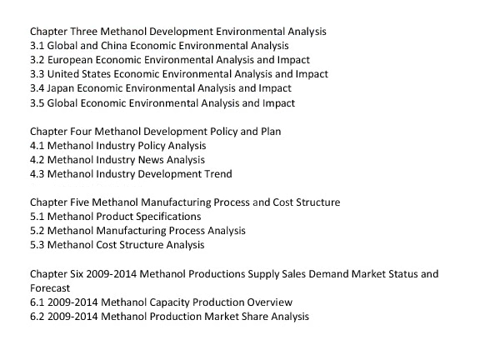 Chapter Three Methanol Development Environmental Analysis
3.1 Global and China Economic Environmental Analysis
3.2 European Economic Environmental Analysis and Impact
3.3 United States Economic Environmental Analysis and Impact
3.4 Japan Economic Environmental Analysis and Impact
3.5 Global Economic Environmental Analysis and Impact
Chapter Four Methanol Development Policy and Plan
4.1 Methanol Industry Policy Analysis
4.2 Methanol Industry News Analysis
4.3 Methanol Industry Development Trend
Chapter Five Methanol Manufacturing Process and Cost Structure
5.1 Methanol Product Specifications
5.2 Methanol Manufacturing Process Analysis
5.3 Methanol Cost Structure Analysis
Chapter Six 2009-2014 Methanol Productions Supply Sales Demand Market Status and
Forecast
6.1 2009-2014 Methanol Capacity Production Overview
6.2 2009-2014 Methanol Production Market Share Analysis